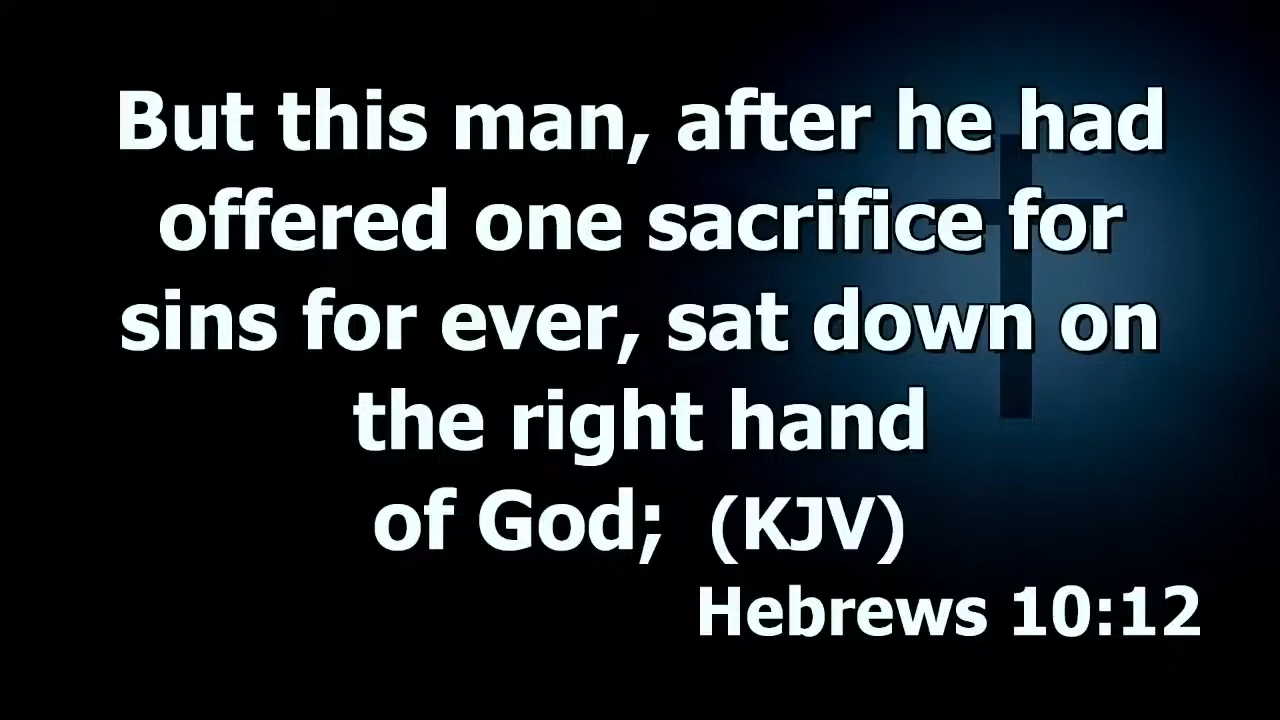 But this man, after he had
offered one sacrifice for
sins for ever, sat down on
the right hand
of God; (KJV)
Hebrews 10:12